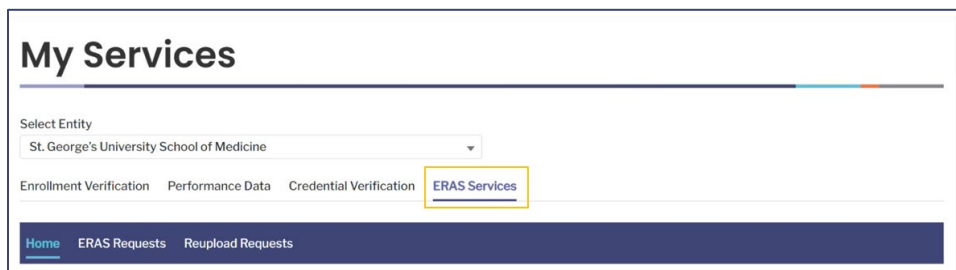 My Services
Select Entity
St. George's University School of Medicine
Enrollment Verification Performance Data Credential Verification ERAS Services
Home ERAS Requests Reupload Requests